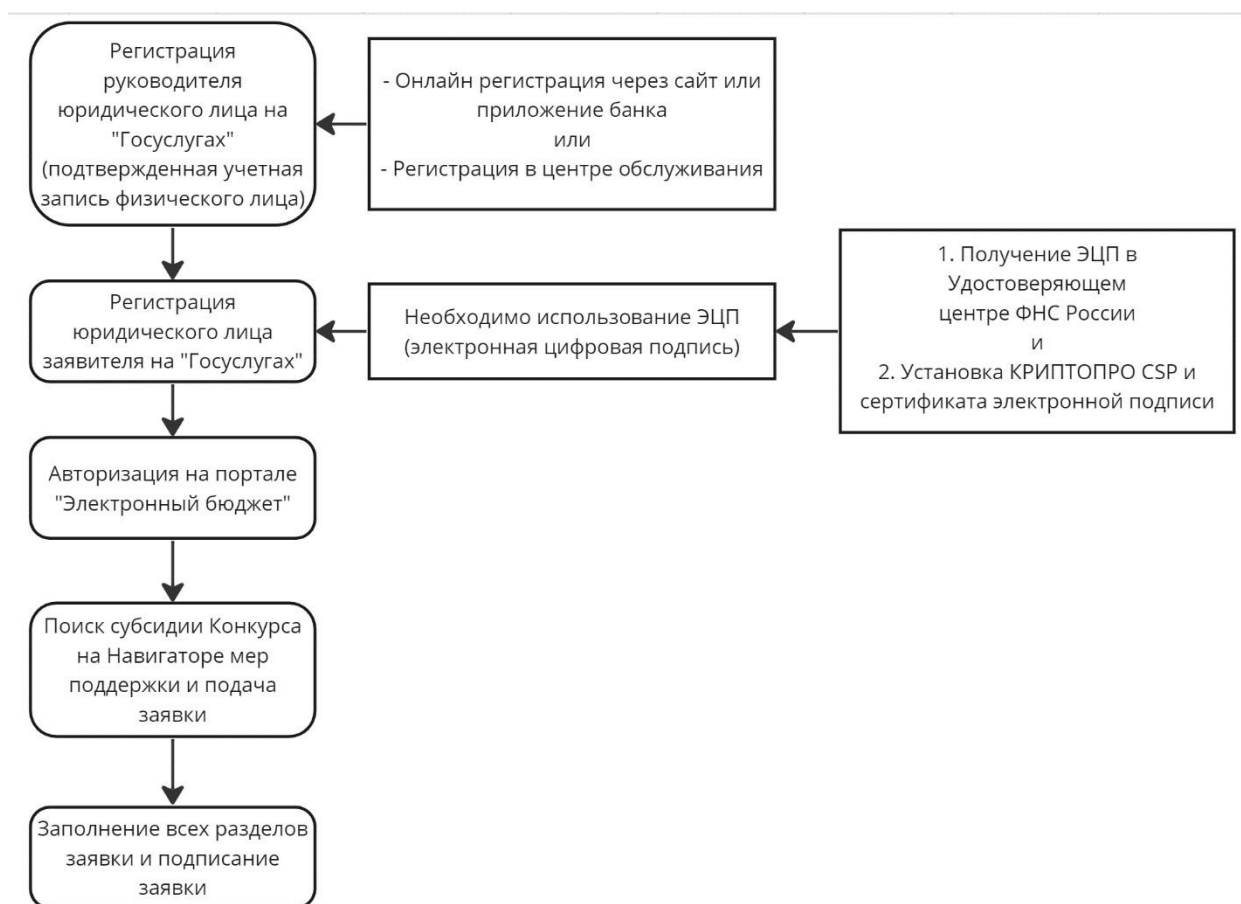 Регистрация
руководителя
юридического лица на
"Госуслугах"
(подтвержденная учетная
запись физического лица)
- Онлайн регистрация через сайт или
приложение банка
или
- Регистрация в центре обслуживания
Регистрация
юридического лица
заявителя на "Госуслугах"
Необходимо использование ЭЦП
(электронная цифровая подпись)
1. Получение ЭЦП в
Удостоверяющем
центре ФНС России
и
2. Установка КРИПТОПРО CSP и
сертификата электронной подписи
Авторизация на портале
"Электронный бюджет"
Поиск субсидии Конкурса
на Навигаторе мер
поддержки и подача
заявки
Заполнение всех разделов
заявки и подписание
заявки